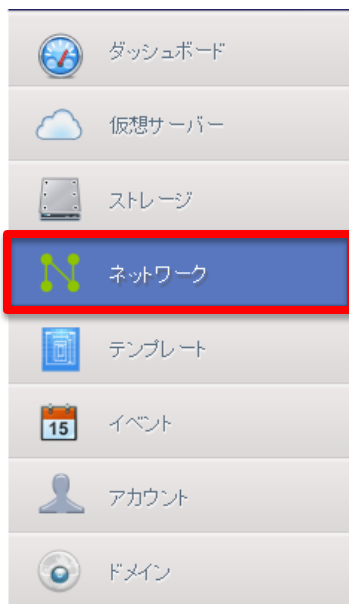 ダッシュボード
仮想サーバー
ストレージ
ネットワーク
テンプレート
15
イベント
アカウント
ドメイン